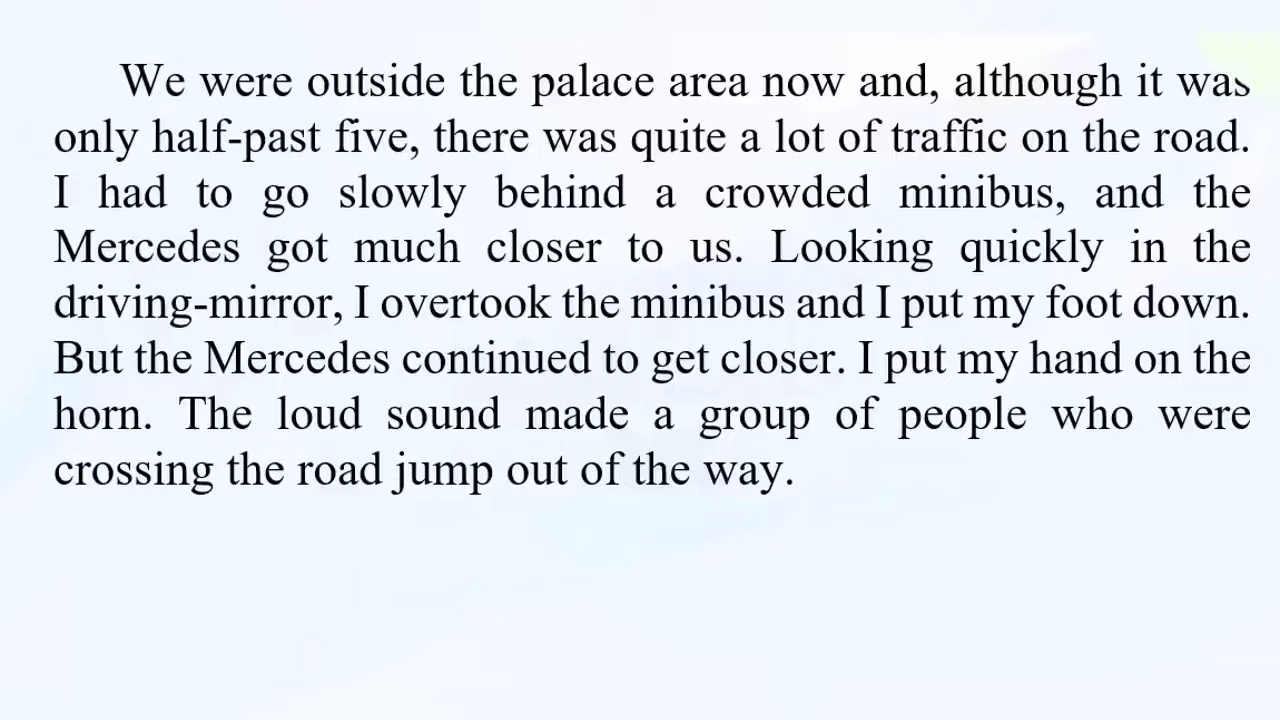 We were outside the palace area now and, although it was
only half-past five, there was quite a lot of traffic on the road.
I had to go slowly behind a crowded minibus, and the
Mercedes got much closer to us. Looking quickly in the
driving-mirror, I overtook the minibus and I put my foot down.
But the Mercedes continued to get closer. I put my hand on the
horn. The loud sound made a group of people who were
crossing the road jump out of the way.